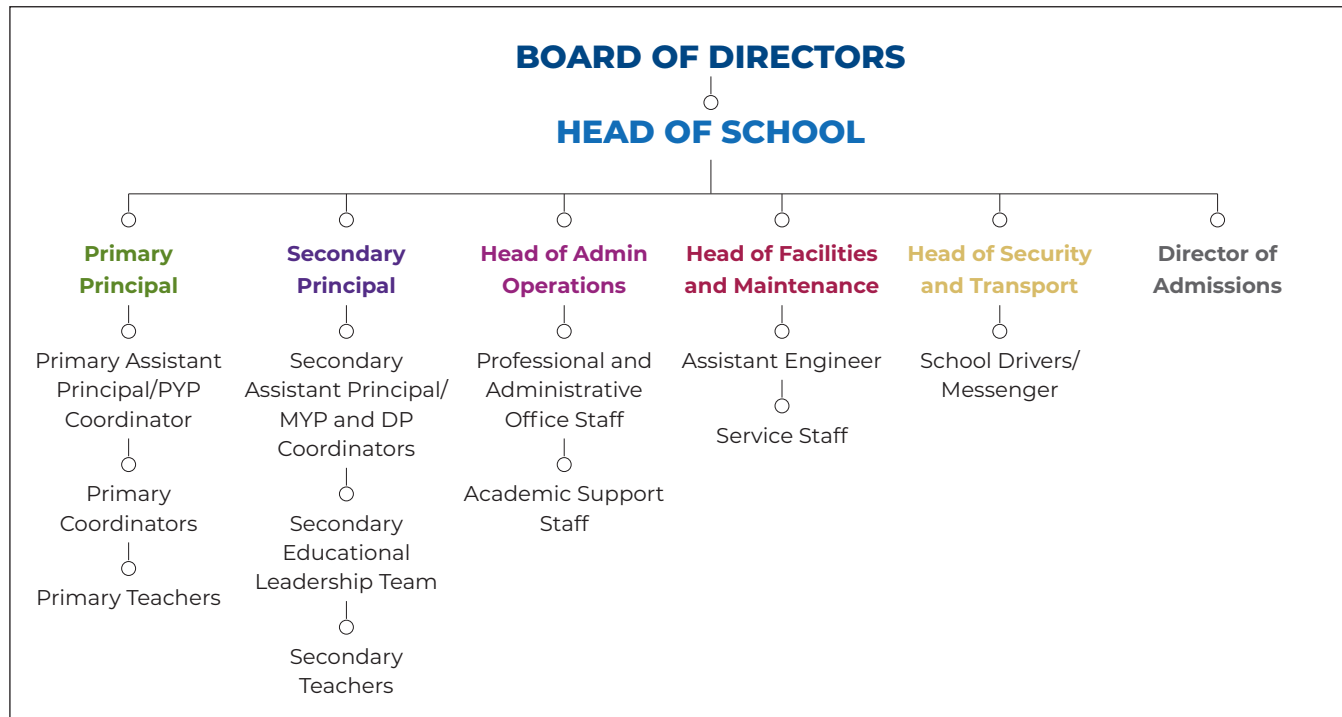 BOARD OF DIRECTORS
HEAD OF SCHOOL
Primary
Principal
Secondary
Principal
Head of Admin
Operations
Head of Facilities
and Maintenance
Head of Security
and Transport
Director of
Admissions
Primary Assistant
Principal/PYP
Coordinator
Primary
Coordinators
Primary Teachers
Secondary
Assistant Principal/
MYP and DP
Coordinators
Secondary
Educational
Leadership Team
Secondary
Teachers
Professional and
Administrative
Office Staff
Academic Support
Staff
Assistant Engineer
Service Staff
School Drivers/
Messenger